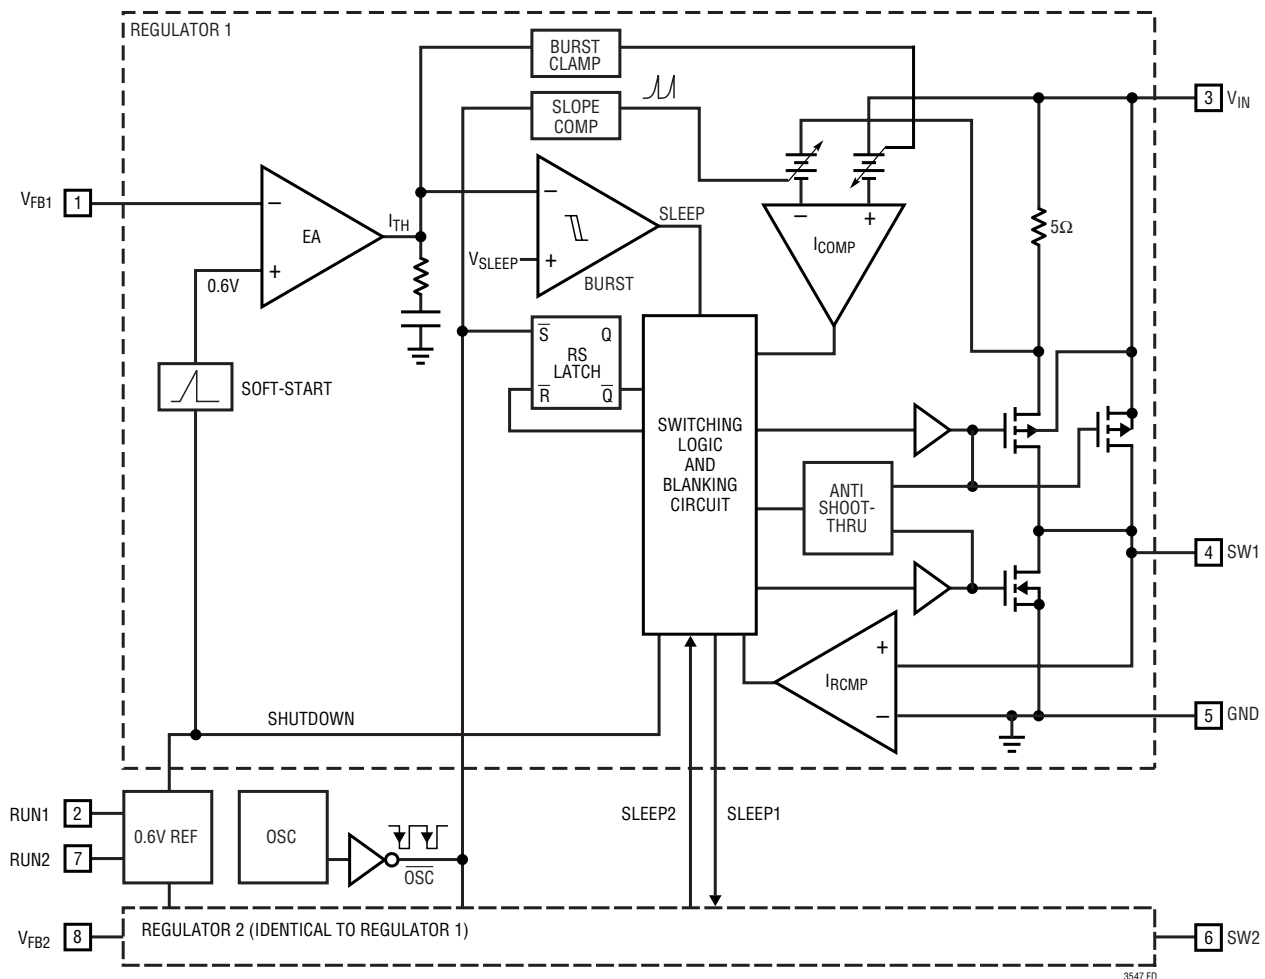 REGULATOR 1
BURST
CLAMP
SLOPE
COMP
3 VIN
VFB1 1
−
EA
+
0.6V
ITH
−
VSLEEP
+
BURST
SLEEP
−
+
ICOMP
5Ω
SOFT-START
S̅ Q
RS
LATCH
R̅ Q̅
SWITCHING
LOGIC
AND
BLANKING
CIRCUIT
ANTI
SHOOT-
THRU
4 SW1
+
IRCMP
−
5 GND
SHUTDOWN
RUN1 2
RUN2 7
0.6V REF
OSC
O̅S̅C̅
SLEEP2
SLEEP1
VFB2 8
REGULATOR 2 (IDENTICAL TO REGULATOR 1)
6 SW2
3547 FD